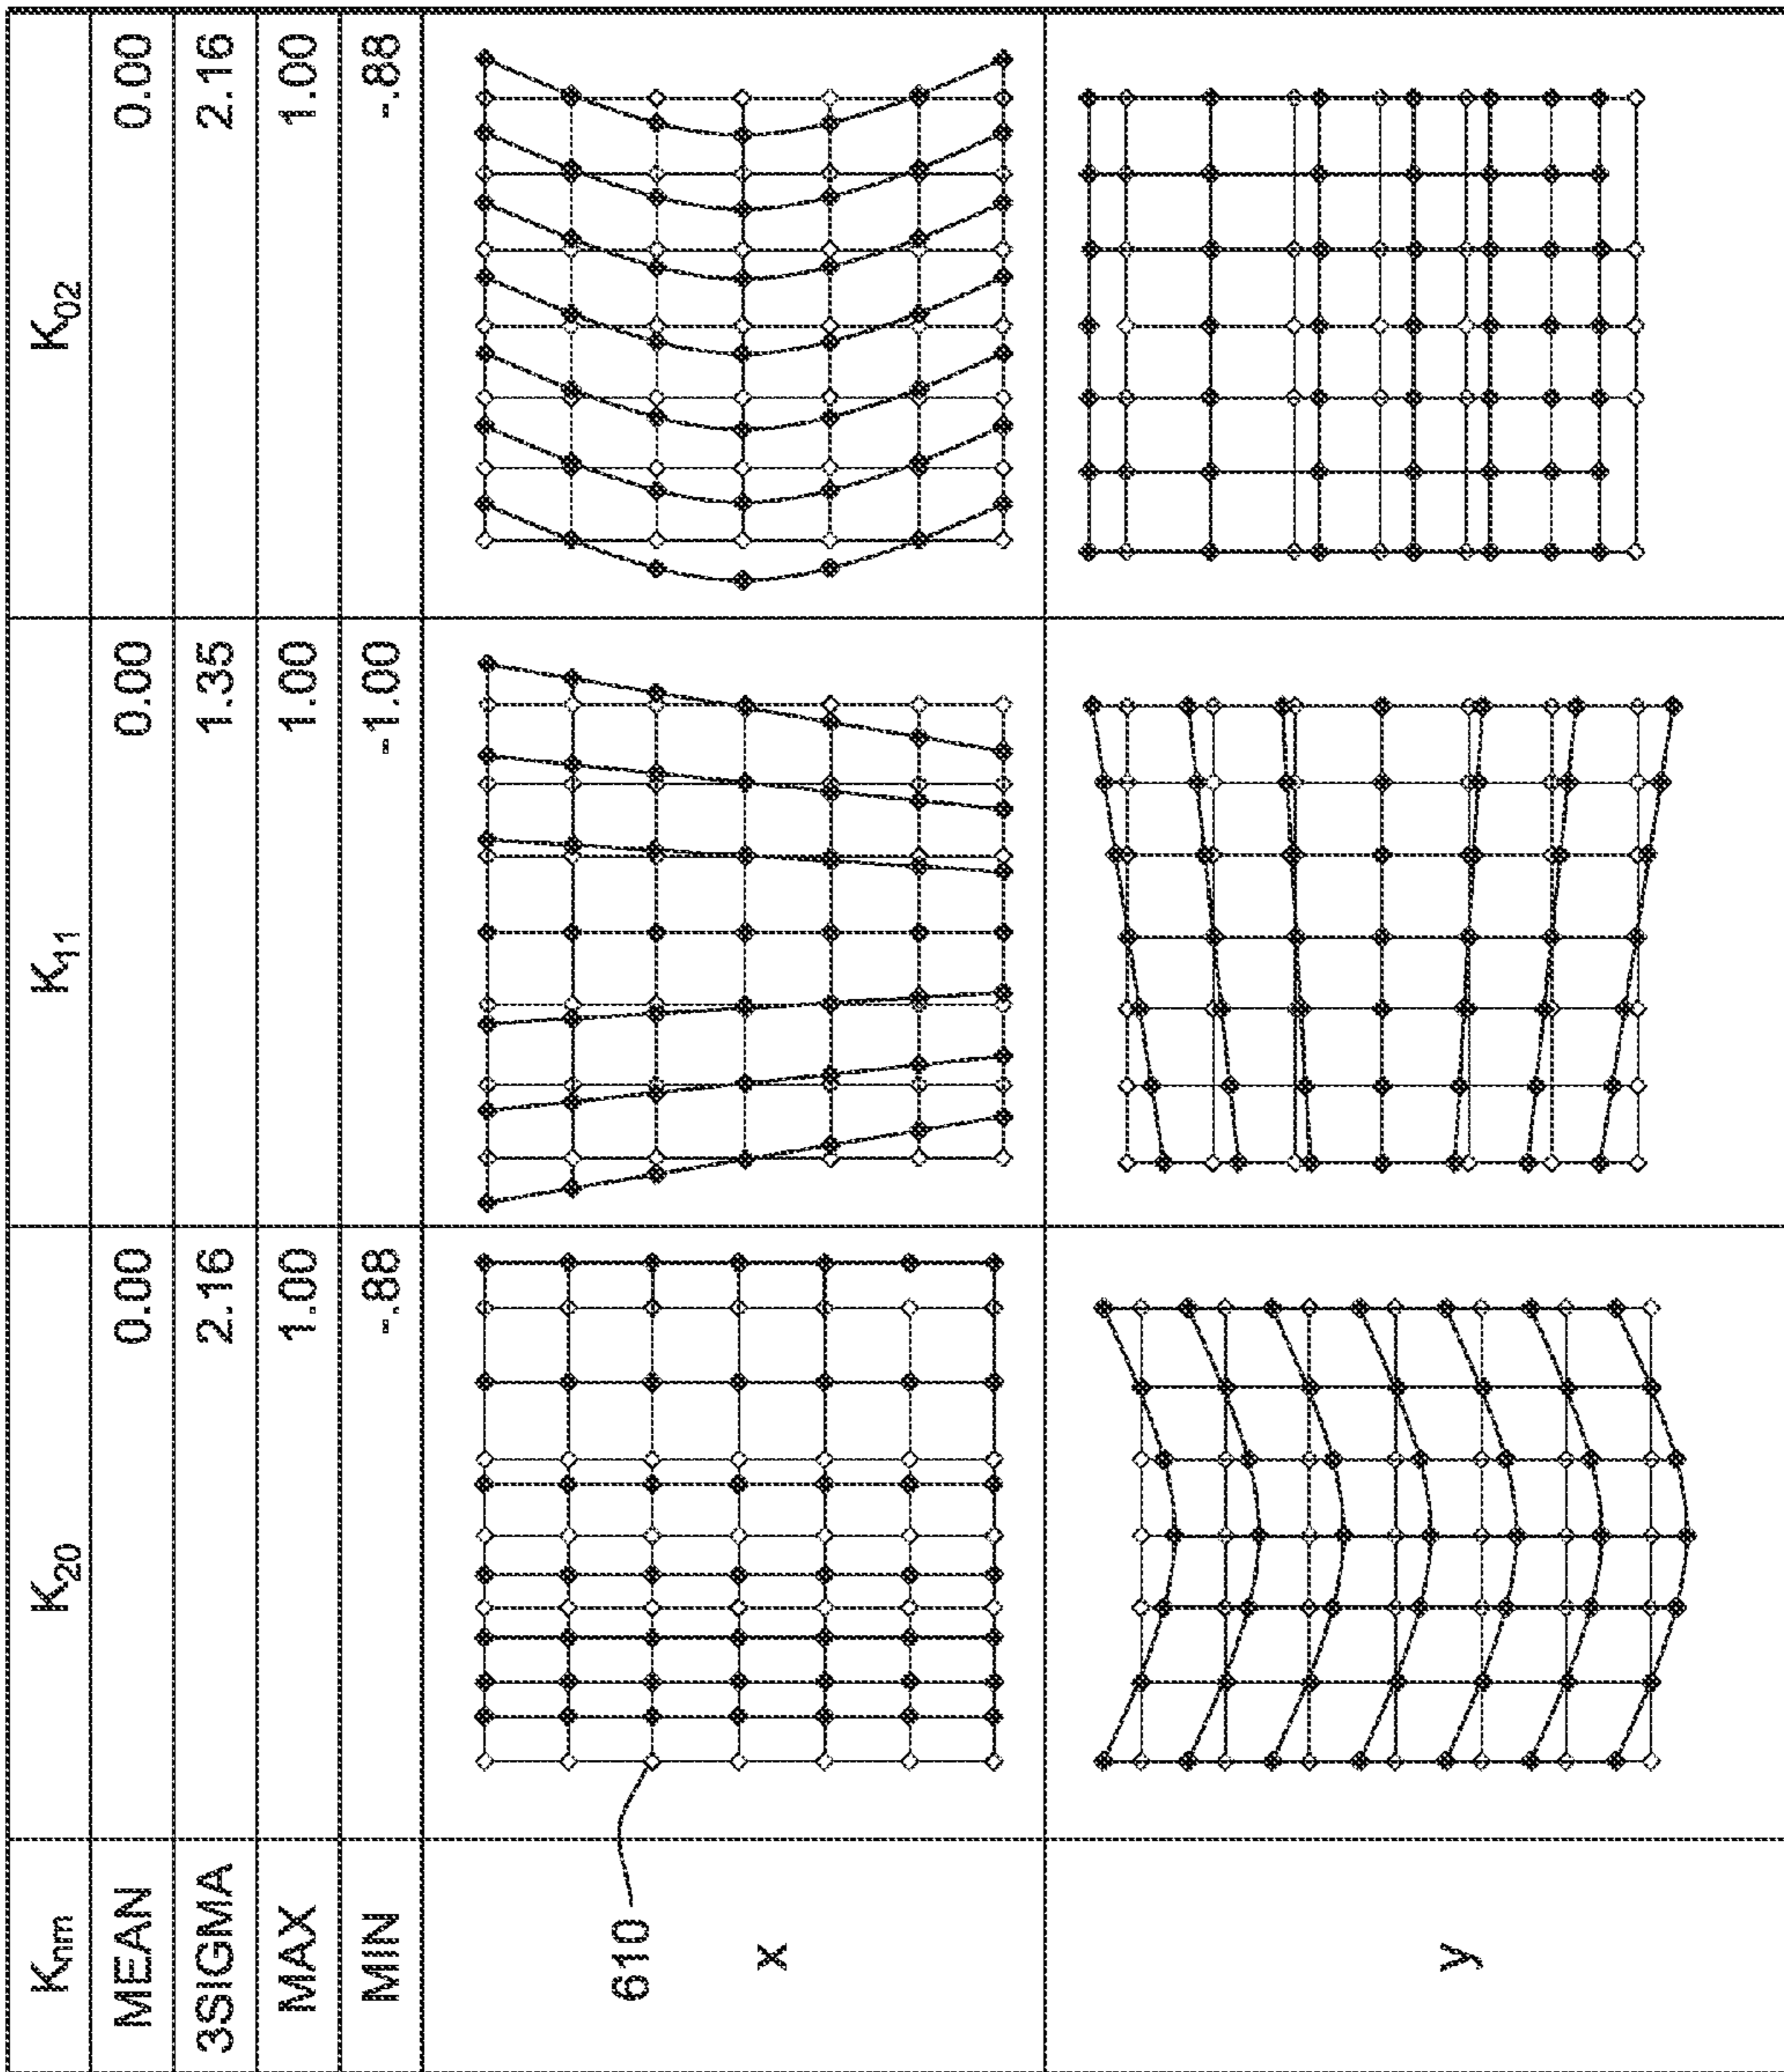 Knm K20 K11 K02
MEAN 0.00 0.00 0.00
3SIGMA 2.16 1.35 2.16
MAX 1.00 1.00 1.00
MIN -.88 -1.00 -.88
610
x
y